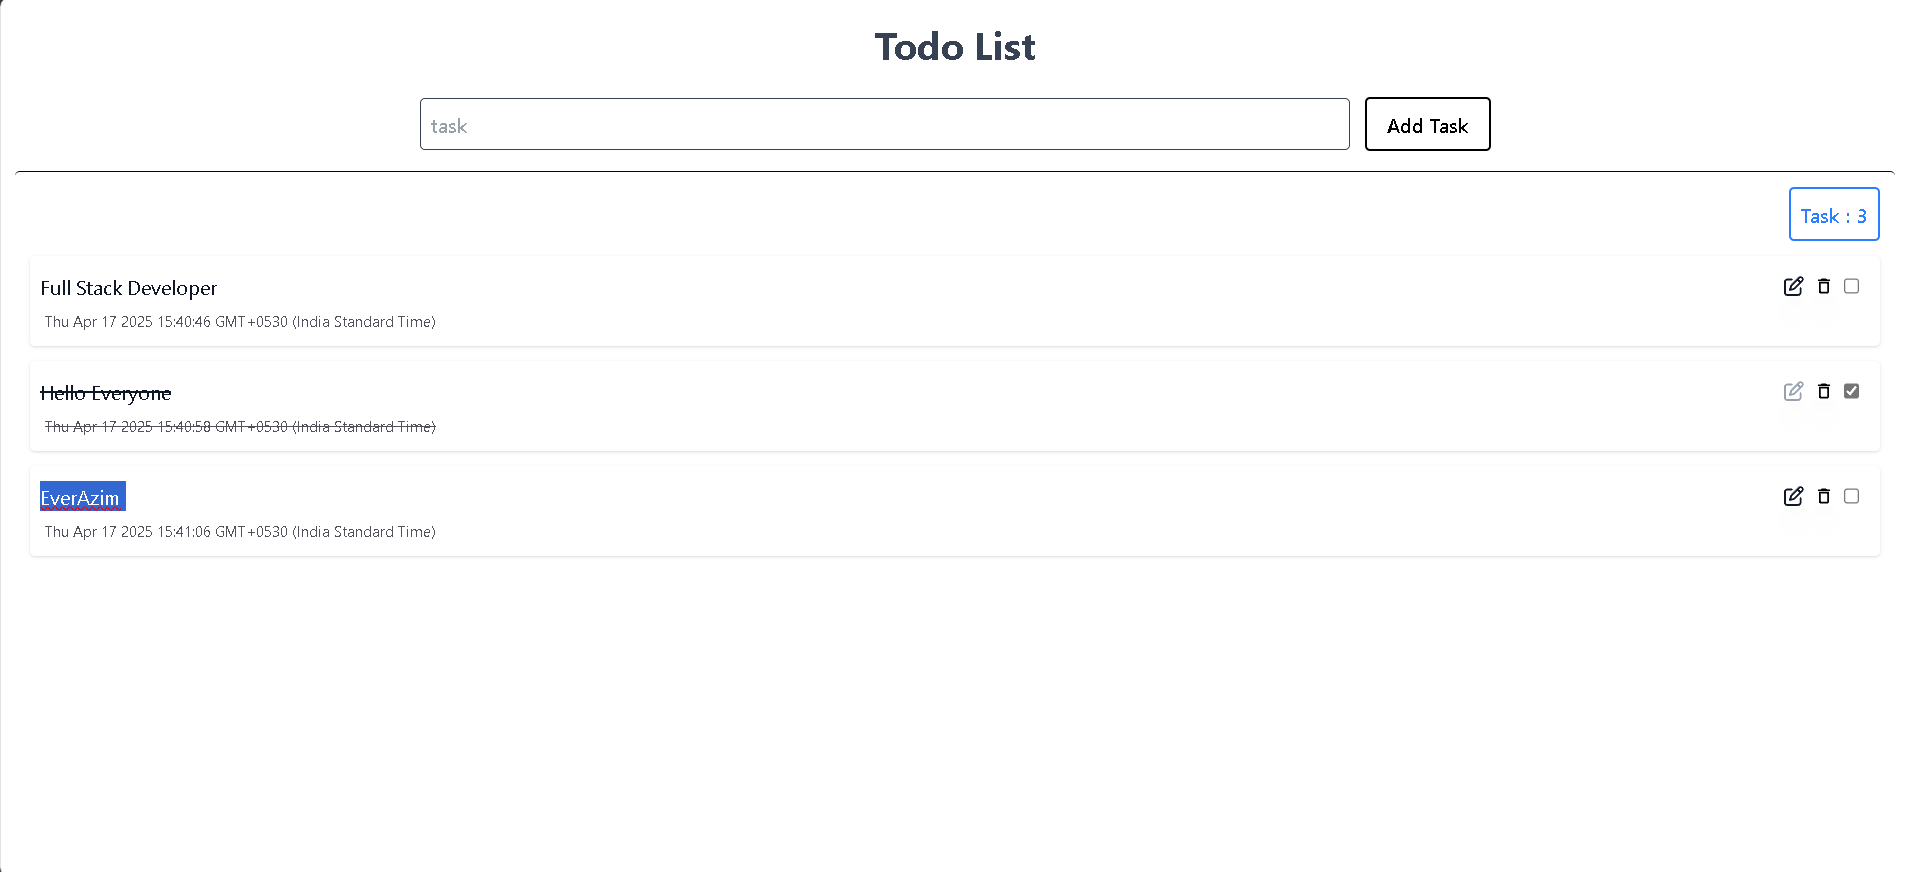 Todo List
task
Add Task
Task : 3
Full Stack Developer
Thu Apr 17 2025 15:40:46 GMT+0530 (India Standard Time)
Hello Everyone
Thu Apr 17 2025 15:40:58 GMT+0530 (India Standard Time)
EverAzim
Thu Apr 17 2025 15:41:06 GMT+0530 (India Standard Time)